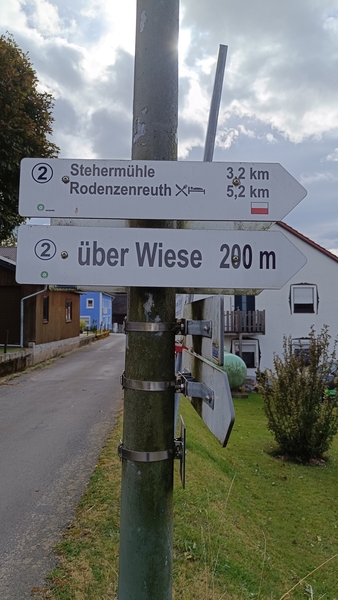 2 Stehermühle 3,2 km
Rodenzenreuth 5,2 km
2 über Wiese 200 m